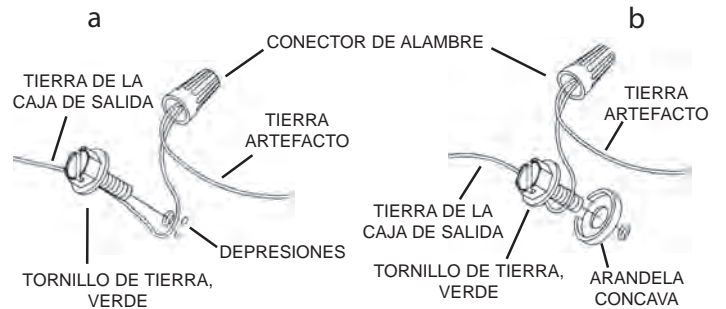 a
b
CONECTOR DE ALAMBRE
TIERRA DE LA
CAJA DE SALIDA
TIERRA
ARTEFACTO
DEPRESIONES
TORNILLO DE TIERRA,
VERDE
TIERRA
ARTEFACTO
TIERRA DE LA
CAJA DE SALIDA
TORNILLO DE TIERRA,
VERDE
ARANDELA
CONCAVA